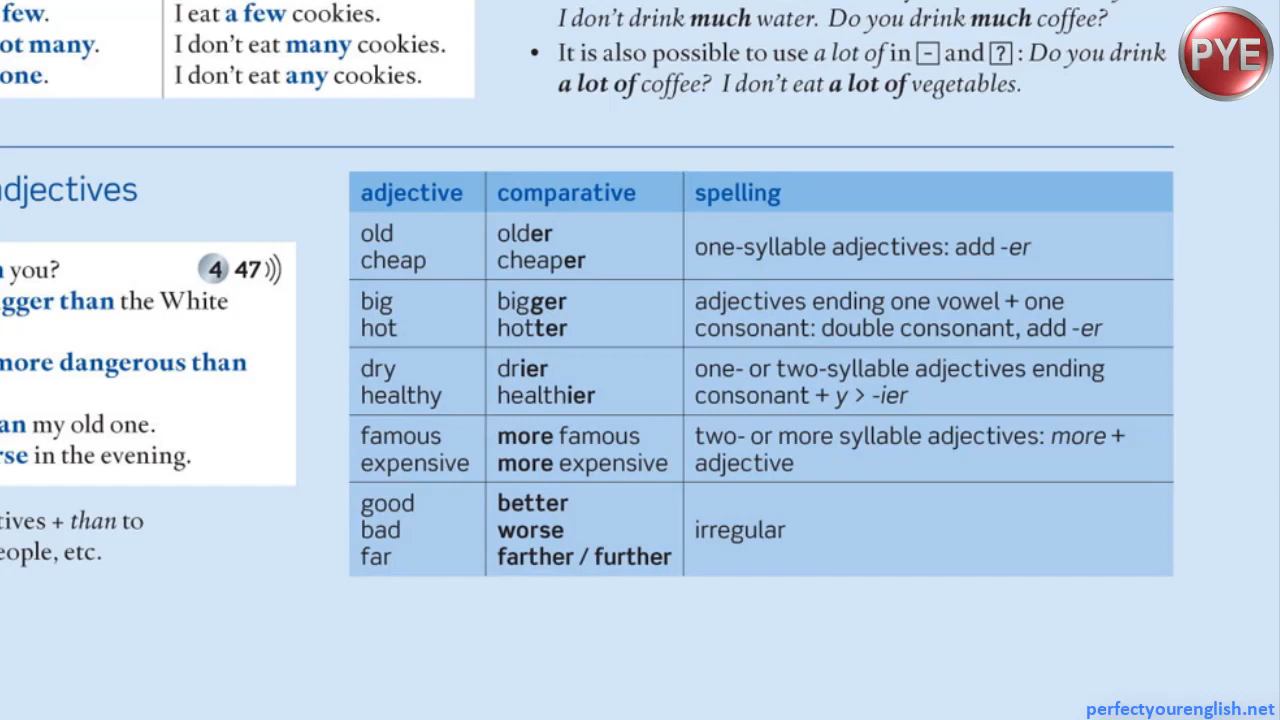 few.
I eat a few cookies.
ot many.
I don't eat many cookies.
one.
I don't eat any cookies.
I don't drink much water. Do you drink much coffee?
• It is also possible to use a lot of in - and ? : Do you drink
a lot of coffee? I don't eat a lot of vegetables.
PYE
djectives
you?
4 47
gger than the White
more dangerous than
an my old one.
rse in the evening.
tives + than to
eople, etc.
adjective comparative spelling
old older
cheap cheaper
one-syllable adjectives: add -er
big bigger
hot hotter
adjectives ending one vowel + one
consonant: double consonant, add -er
dry drier
healthy healthier
one- or two-syllable adjectives ending
consonant + y > -ier
famous more famous
expensive more expensive
two- or more syllable adjectives: more +
adjective
good better
bad worse
far farther / further
irregular
perfectyourenglish.net